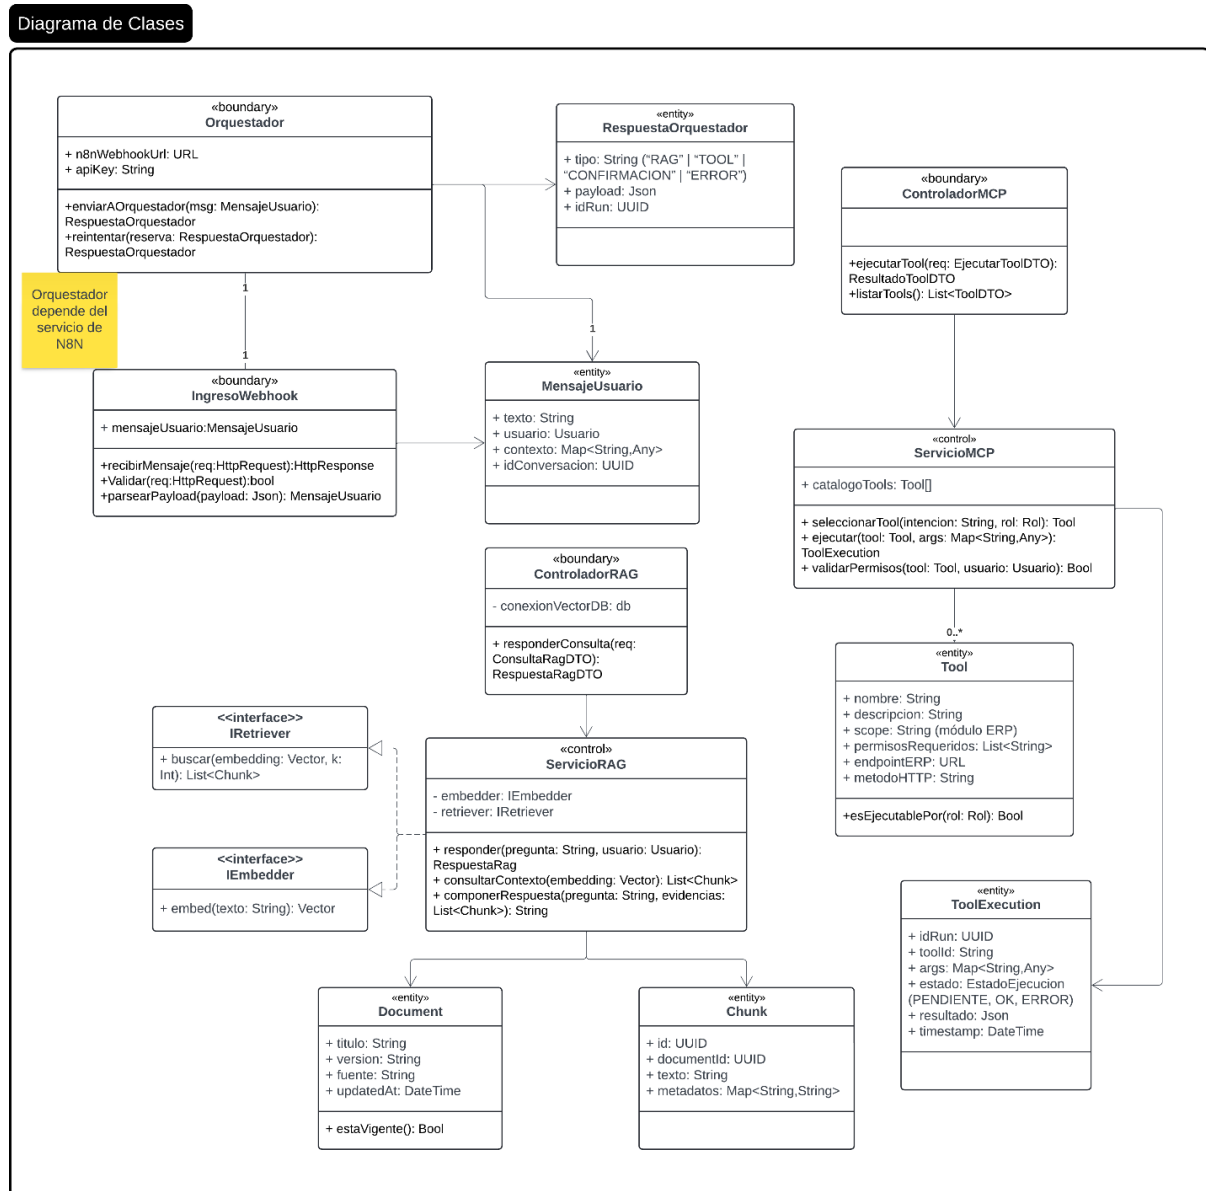 Diagrama de Clases
«boundary»
Orquestador
+ n8nWebhookUrl: URL
+ apiKey: String
+enviarAOrquestador(msg: MensajeUsuario):
RespuestaOrquestador
+reintentar(reserva: RespuestaOrquestador):
RespuestaOrquestador
«entity»
RespuestaOrquestador
+ tipo: String (“RAG” | “TOOL” |
“CONFIRMACION” | “ERROR”)
+ payload: Json
+ idRun: UUID
«boundary»
ControladorMCP
+ejecutarTool(req: EjecutarToolDTO):
ResultadoToolDTO
+listarTools(): List<ToolDTO>
Orquestador
depende del
servicio de
N8N
1
1
1
«boundary»
IngresoWebhook
+ mensajeUsuario:MensajeUsuario
+recibirMensaje(req:HttpRequest):HttpResponse
+Validar(req:HttpRequest):bool
+parsearPayload(payload: Json): MensajeUsuario
«entity»
MensajeUsuario
+ texto: String
+ usuario: Usuario
+ contexto: Map<String,Any>
+ idConversacion: UUID
«control»
ServicioMCP
+ catalogoTools: Tool[]
+ seleccionarTool(intencion: String, rol: Rol): Tool
+ ejecutar(tool: Tool, args: Map<String,Any>):
ToolExecution
+ validarPermisos(tool: Tool, usuario: Usuario): Bool
«boundary»
ControladorRAG
- conexionVectorDB: db
+ responderConsulta(req:
ConsultaRagDTO):
RespuestaRagDTO
0..*
«entity»
Tool
+ nombre: String
+ descripcion: String
+ scope: String (módulo ERP)
+ permisosRequeridos: List<String>
+ endpointERP: URL
+ metodoHTTP: String
+esEjecutablePor(rol: Rol): Bool
<<interface>>
IRetriever
+ buscar(embedding: Vector, k:
Int): List<Chunk>
«control»
ServicioRAG
- embedder: IEmbedder
- retriever: IRetriever
+ responder(pregunta: String, usuario: Usuario):
RespuestaRag
+ consultarContexto(embedding: Vector): List<Chunk>
+ componerRespuesta(pregunta: String, evidencias:
List<Chunk>): String
<<interface>>
IEmbedder
+ embed(texto: String): Vector
«entity»
ToolExecution
+ idRun: UUID
+ toolId: String
+ args: Map<String,Any>
+ estado: EstadoEjecucion
(PENDIENTE, OK, ERROR)
+ resultado: Json
+ timestamp: DateTime
«entity»
Document
+ titulo: String
+ version: String
+ fuente: String
+ updatedAt: DateTime
+ estaVigente(): Bool
«entity»
Chunk
+ id: UUID
+ documentId: UUID
+ texto: String
+ metadatos: Map<String,String>